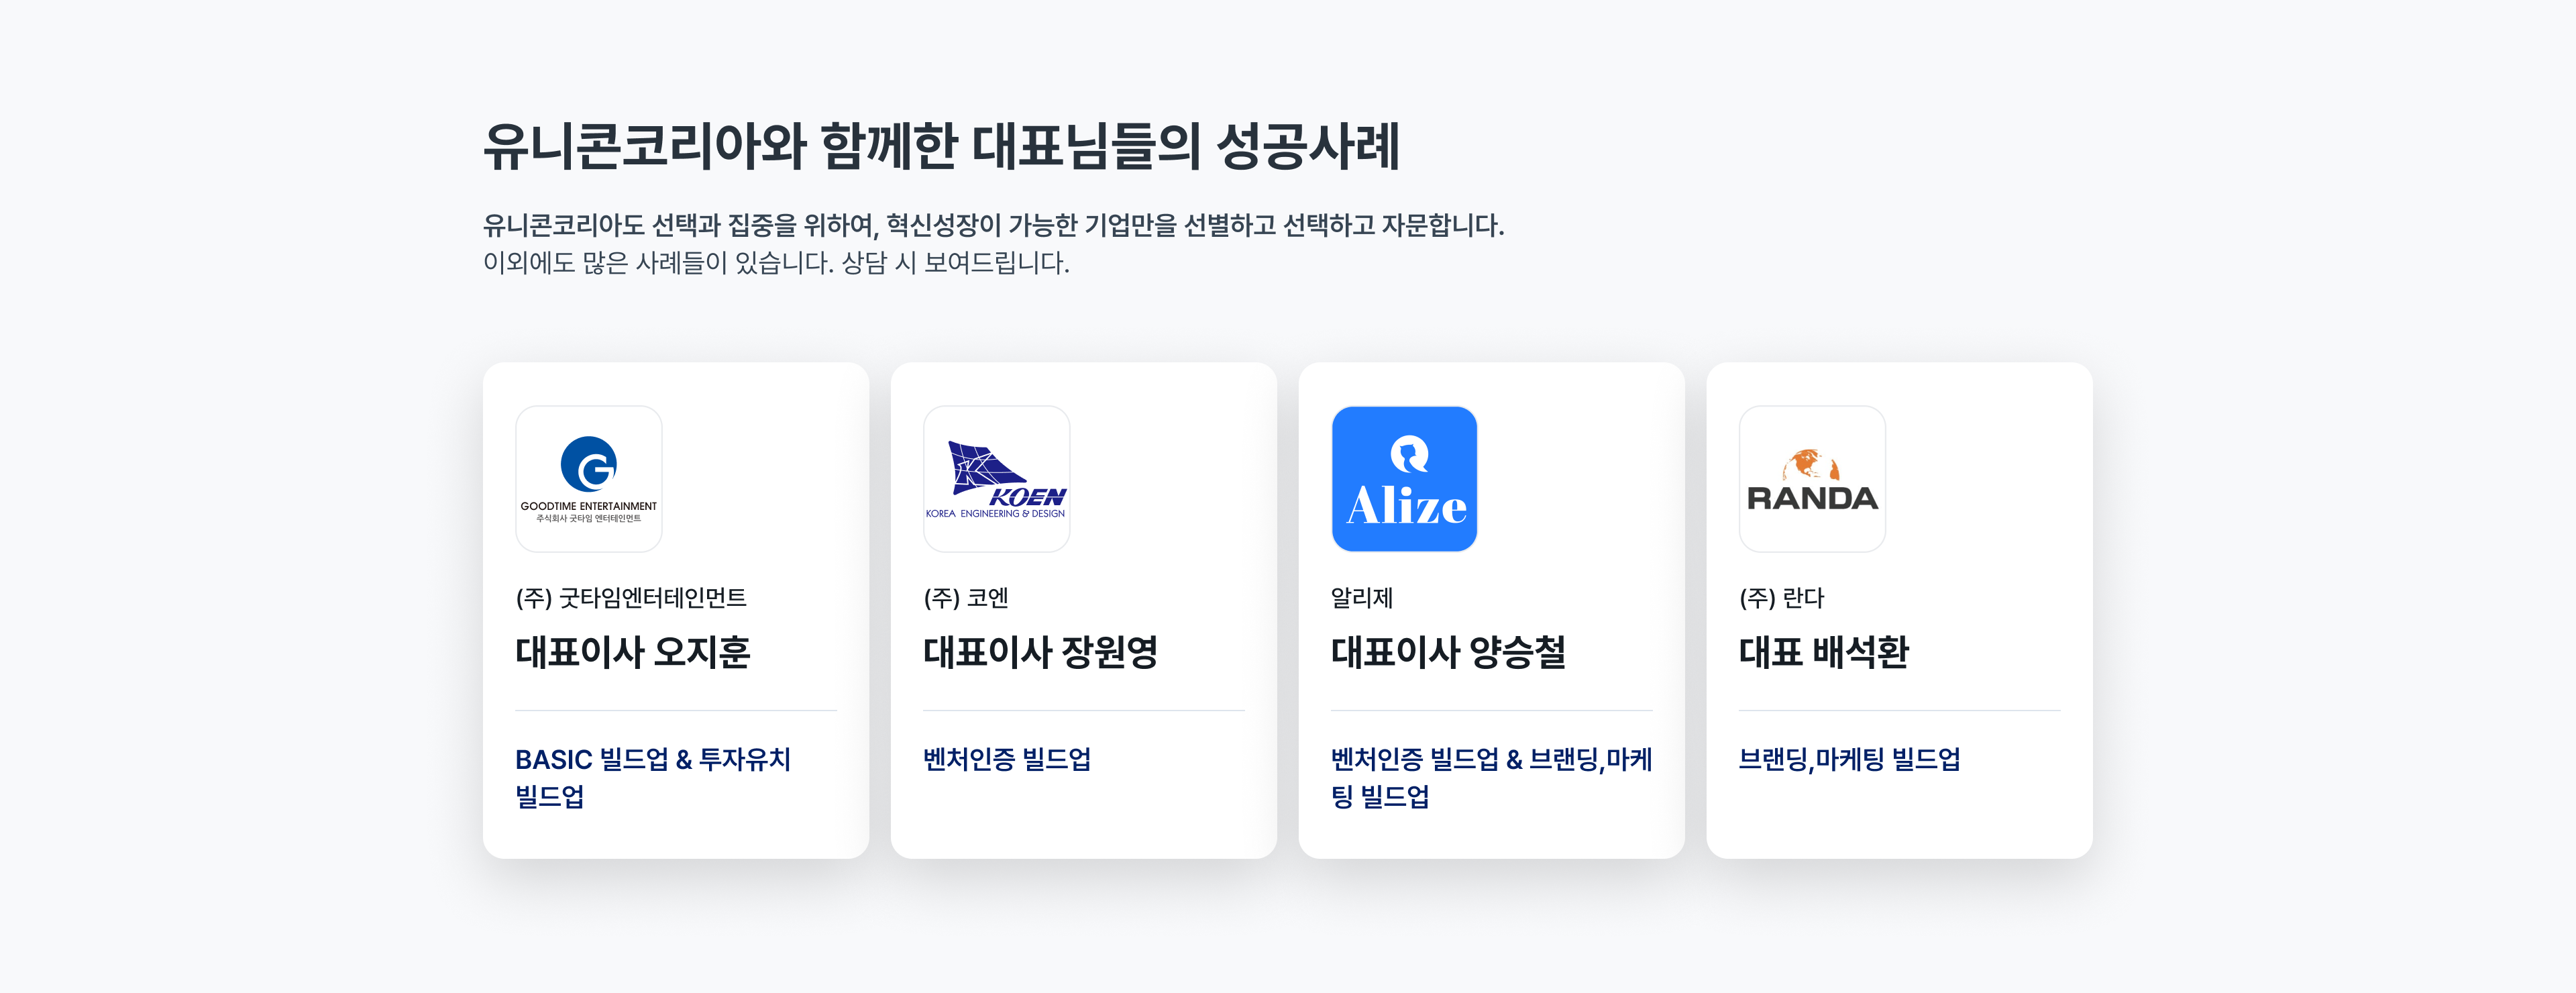 유니콘코리아와 함께한 대표님들의 성공사례
유니콘코리아도 선택과 집중을 위하여, 혁신성장이 가능한 기업만을 선별하고 선택하고 자문합니다.
이외에도 많은 사례들이 있습니다. 상담 시 보여드립니다.
G
GOODTIME ENTERTAINMENT
주식회사 굿타임 엔터테인먼트
(주) 굿타임엔터테인먼트
대표이사 오지훈
BASIC 빌드업 & 투자유치
빌드업
K
KOEN
KOREA ENGINEERING & DESIGN
(주) 코엔
대표이사 장원영
벤처인증 빌드업
Alize
알리제
대표이사 양승철
벤처인증 빌드업 & 브랜딩,마케
팅 빌드업
RANDA
(주) 란다
대표 배석환
브랜딩,마케팅 빌드업